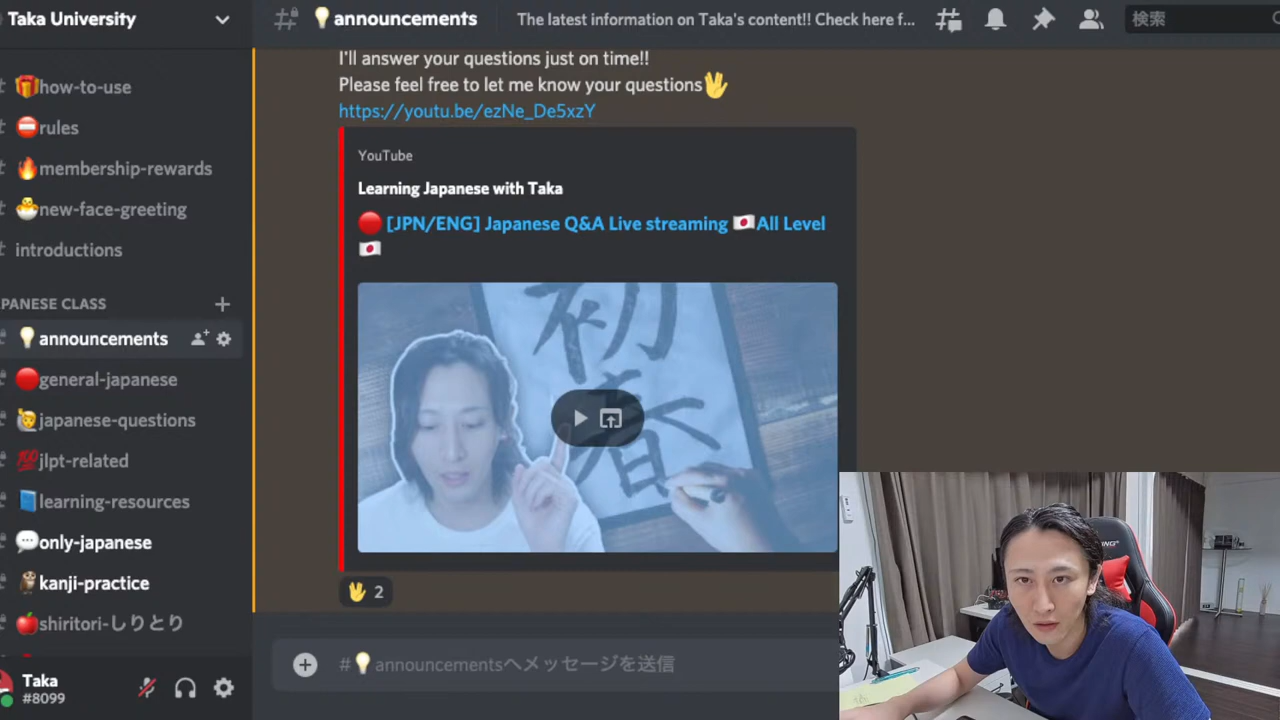 Taka University
💡announcements
The latest information on Taka's content!! Check here f...
検索
🎁how-to-use
⛔rules
🔥membership-rewards
🐣new-face-greeting
introductions
PANESE CLASS
💡announcements
🔴general-japanese
🙋japanese-questions
💯jlpt-related
📘learning-resources
💬only-japanese
🦉kanji-practice
🍎shiritori-しりとり
Taka
#8099
I'll answer your questions just on time!!
Please feel free to let me know your questions🖖
https://youtu.be/ezNe_De5xzY
YouTube
Learning Japanese with Taka
🔴[JPN/ENG] Japanese Q&A Live streaming 🇯🇵All Level
🇯🇵
初
春
🖖 2
#💡announcementsへメッセージを送信